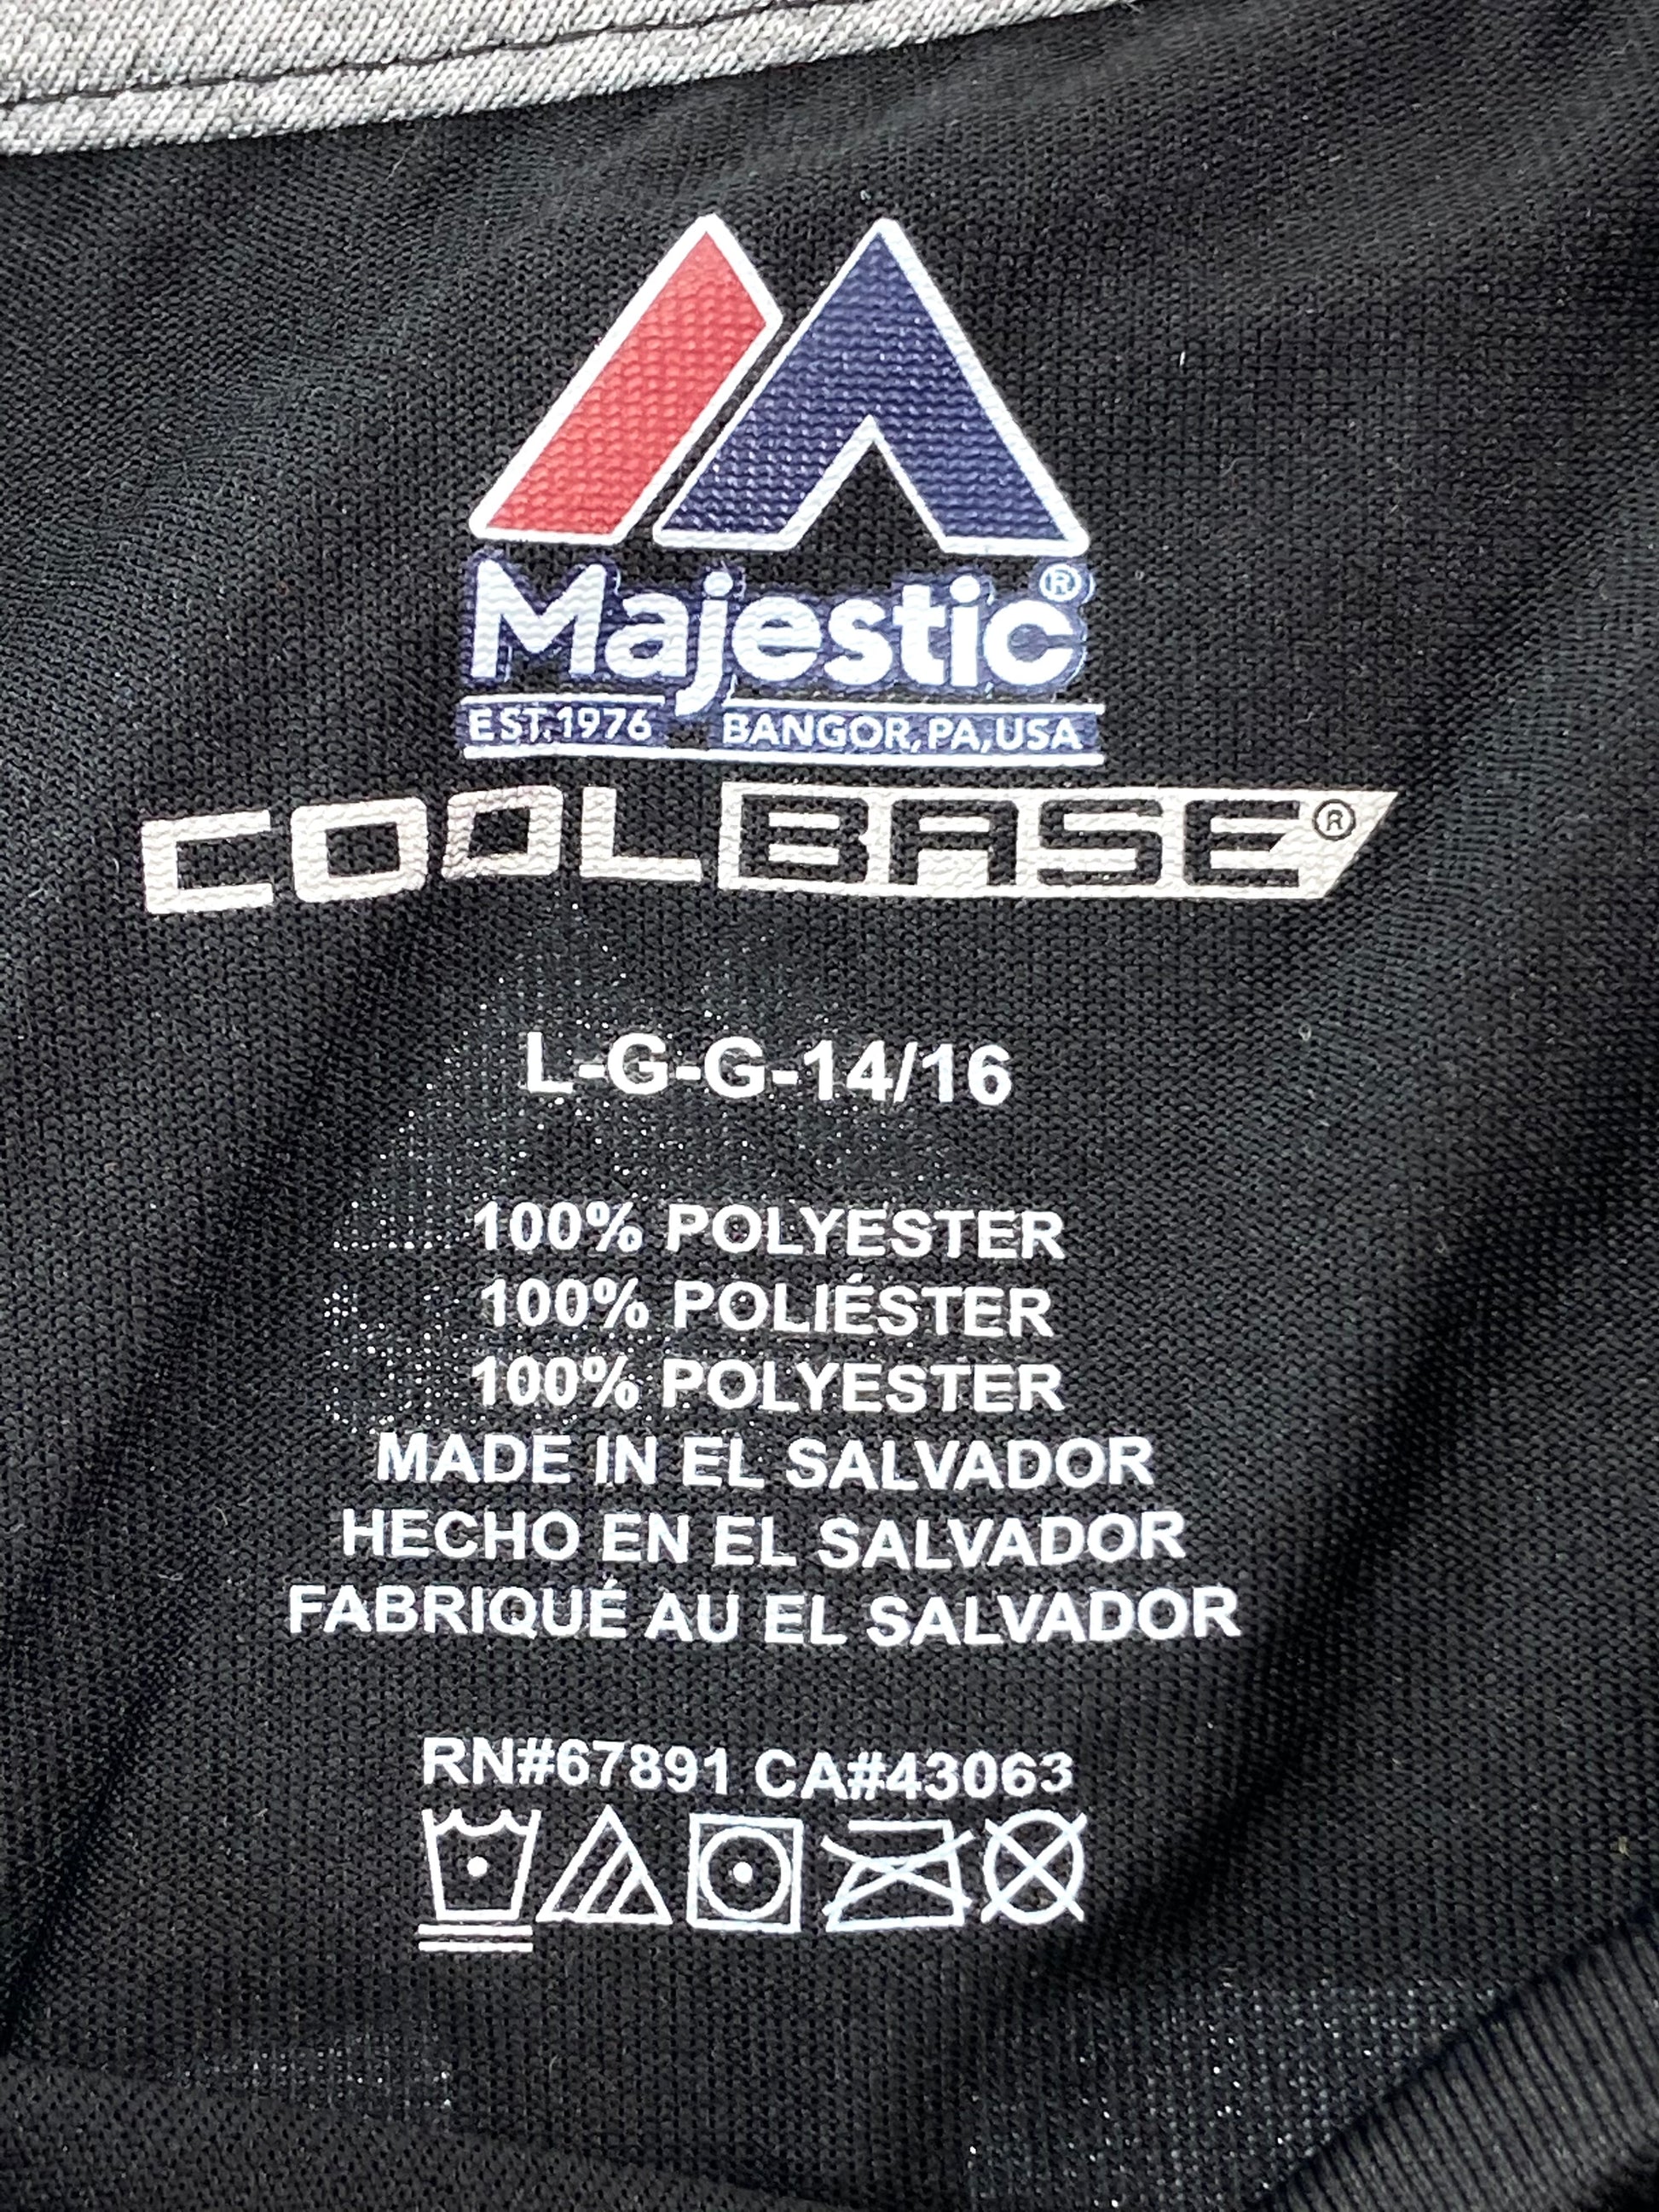 Majestic®
EST.1976 BANGOR, PA, USA
COOLBASE®
L-G-G-14/16
100% POLYESTER
100% POLIÉSTER
100% POLYESTER
MADE IN EL SALVADOR
HECHO EN EL SALVADOR
FABRIQUÉ AU EL SALVADOR
RN#67891 CA#43063